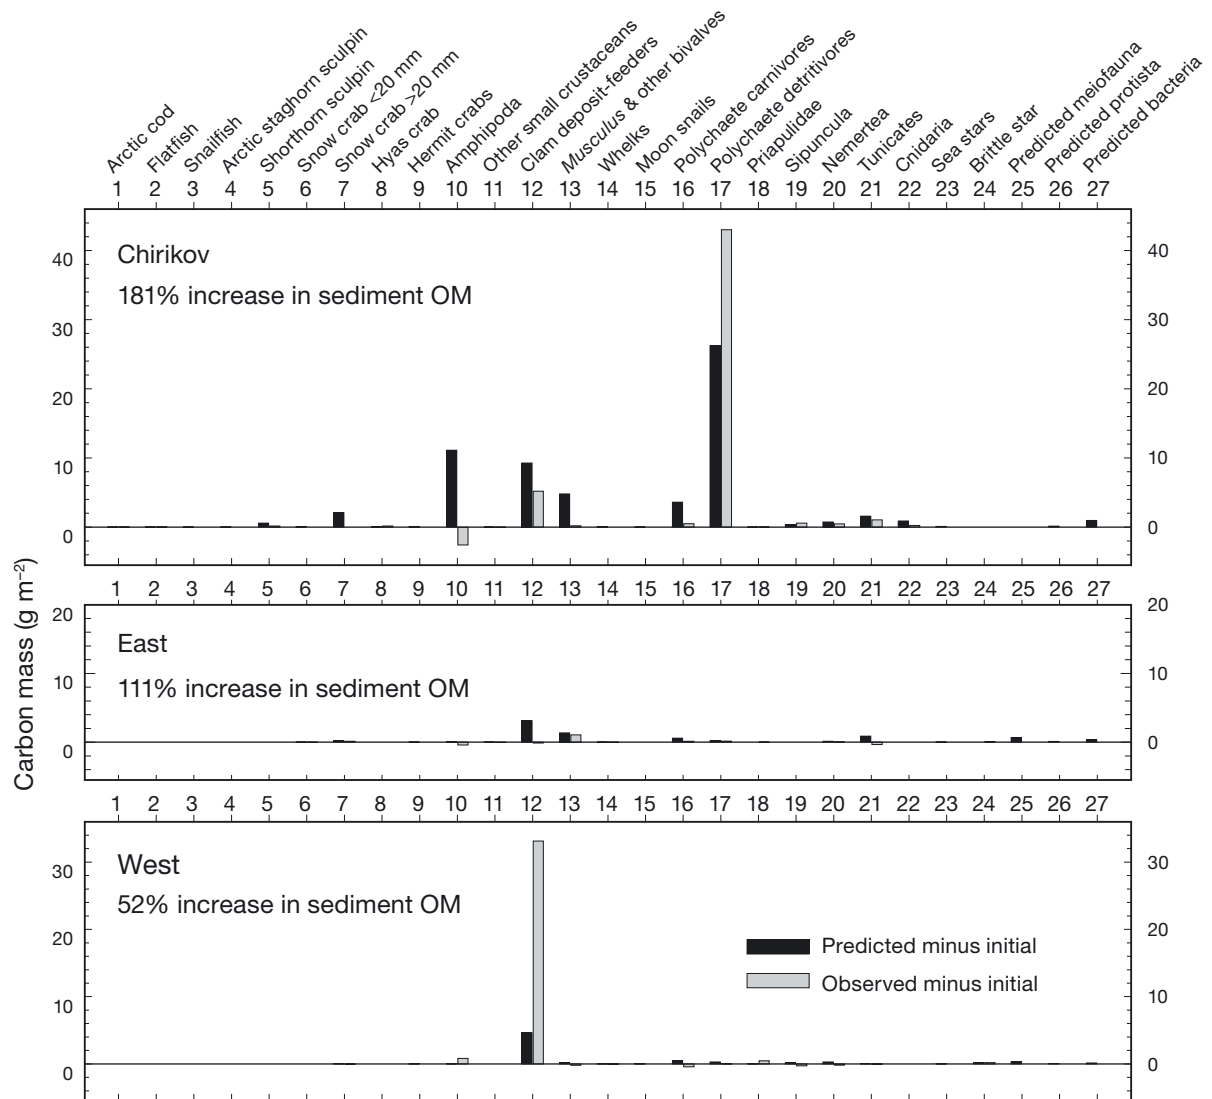 Arctic cod
Flatfish
Snailfish
Arctic staghorn sculpin
Shorthorn sculpin
Snow crab <20 mm
Snow crab >20 mm
Hyas crab
Hermit crabs
Amphipoda
Other small crustaceans
Clam deposit-feeders
Musculus & other bivalves
Whelks
Moon snails
Polychaete carnivores
Polychaete detritivores
Priapulidae
Sipuncula
Nemertea
Tunicates
Cnidaria
Sea stars
Brittle star
Predicted meiofauna
Predicted protista
Predicted bacteria
1 2 3 4 5 6 7 8 9 10 11 12 13 14 15 16 17 18 19 20 21 22 23 24 25 26 27
Chirikov
181% increase in sediment OM
40 40
30 30
20 20
10 10
0 0
1 2 3 4 5 6 7 8 9 10 11 12 13 14 15 16 17 18 19 20 21 22 23 24 25 26 27
Carbon mass (g m⁻²)
20 20
East
10 10
111% increase in sediment OM
0 0
1 2 3 4 5 6 7 8 9 10 11 12 13 14 15 16 17 18 19 20 21 22 23 24 25 26 27
West
30 30
52% increase in sediment OM
20 20
Predicted minus initial
Observed minus initial
10 10
0 0